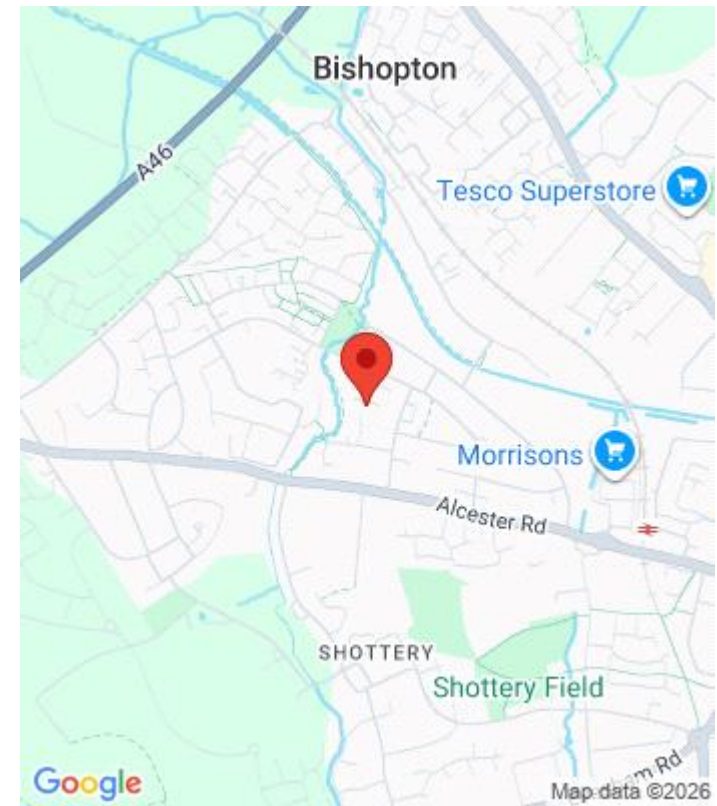 Bishopton
A46
Tesco Superstore
Morrisons
Alcester Rd
SHOTTERY
Shottery Field
Google
Map data ©2026